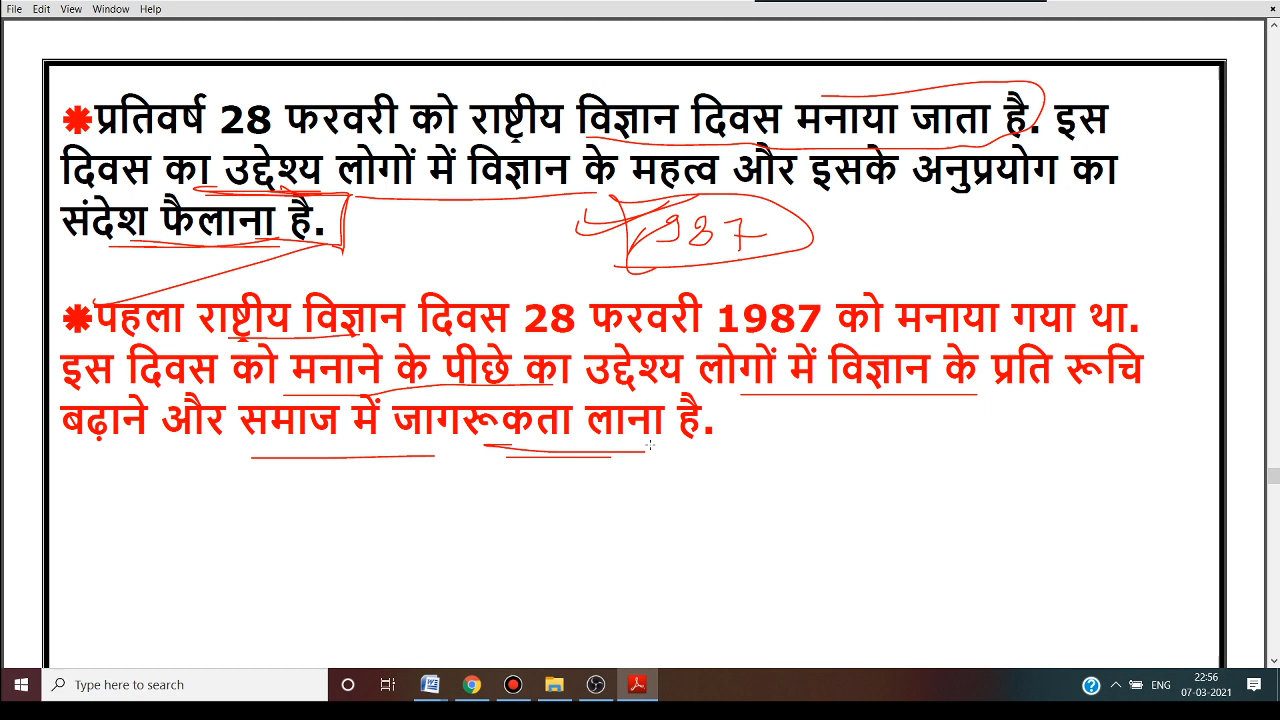 File Edit View Window Help
प्रतिवर्ष 28 फरवरी को राष्ट्रीय विज्ञान दिवस मनाया जाता है. इस
दिवस का उद्देश्य लोगों में विज्ञान के महत्व और इसके अनुप्रयोग का
संदेश फैलाना है.
1987
पहला राष्ट्रीय विज्ञान दिवस 28 फरवरी 1987 को मनाया गया था.
इस दिवस को मनाने के पीछे का उद्देश्य लोगों में विज्ञान के प्रति रूचि
बढ़ाने और समाज में जागरूकता लाना है.
Type here to search
ENG
22:56
07-03-2021